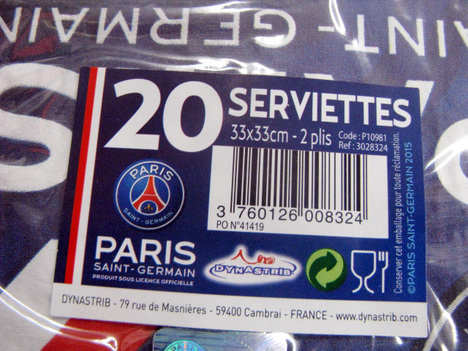 SAINT - GERMAIN
AINT - GE
20 SERVIETTES
33x33cm - 2 plis
Code : P10981
Ref : 3028324
3 760126 008324
PO N°41419
PARIS
SAINT - GERMAIN
PARIS
SAINT-GERMAIN
PRODUIT SOUS LICENCE OFFICIELLE
DYNASTRIB
Conserver cet emballage pour toute réclamation.
©PARIS SAINT-GERMAIN 2015
DYNASTRIB - 79 rue de Masnières - 59400 Cambrai - FRANCE - www.dynastrib.com